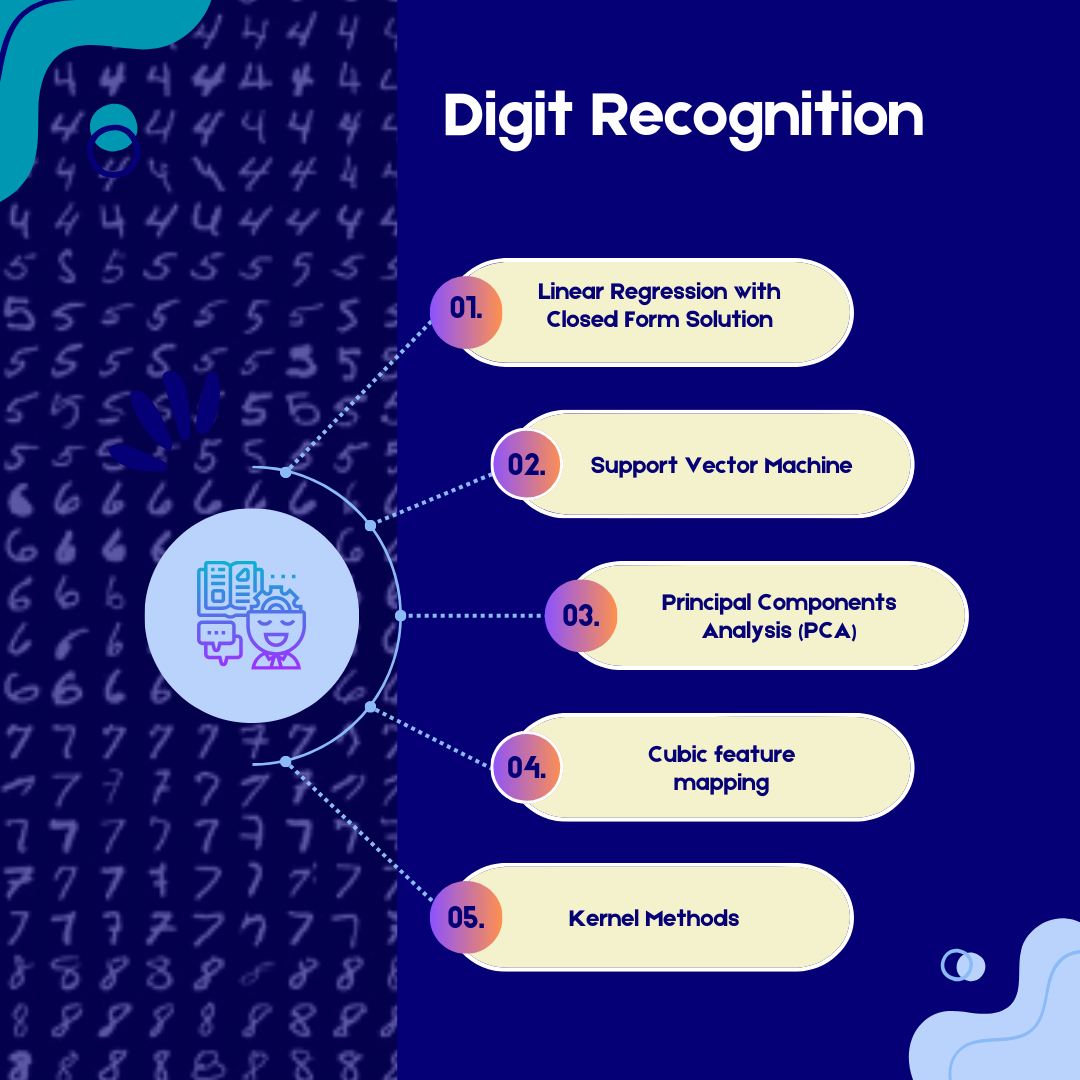 Digit Recognition
01.
Linear Regression with
Closed Form Solution
02.
Support Vector Machine
03.
Principal Components
Analysis (PCA)
04.
Cubic feature
mapping
05.
Kernel Methods